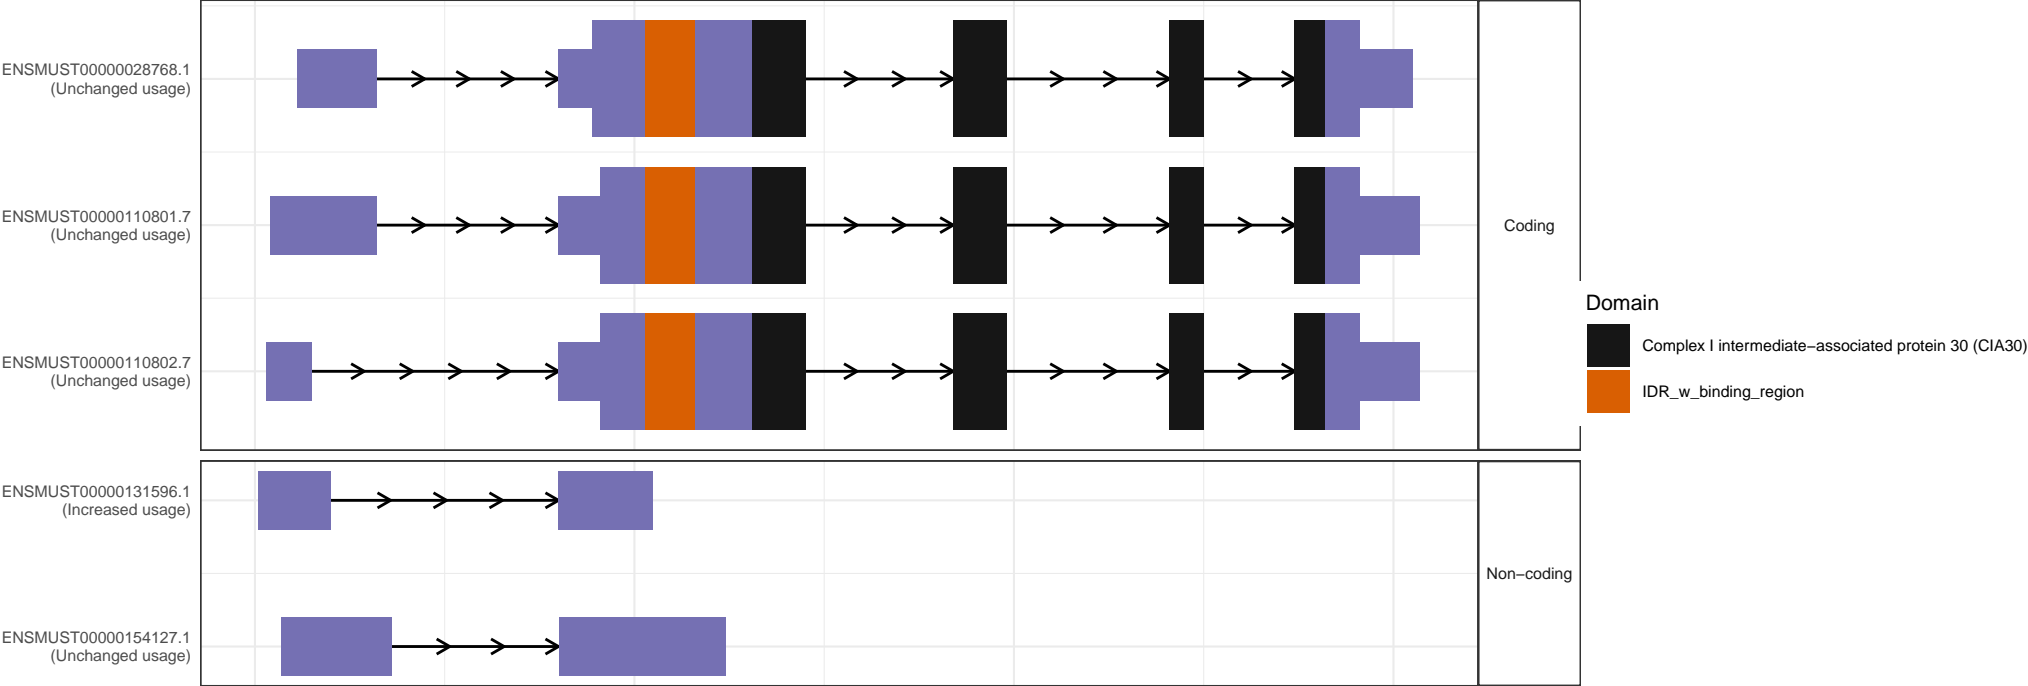 ENSMUST00000028768.1
(Unchanged usage)
ENSMUST00000110801.7
(Unchanged usage)
ENSMUST00000110802.7
(Unchanged usage)
Coding
ENSMUST00000131596.1
(Increased usage)
ENSMUST00000154127.1
(Unchanged usage)
Non−coding
Domain
Complex I intermediate−associated protein 30 (CIA30)
IDR_w_binding_region